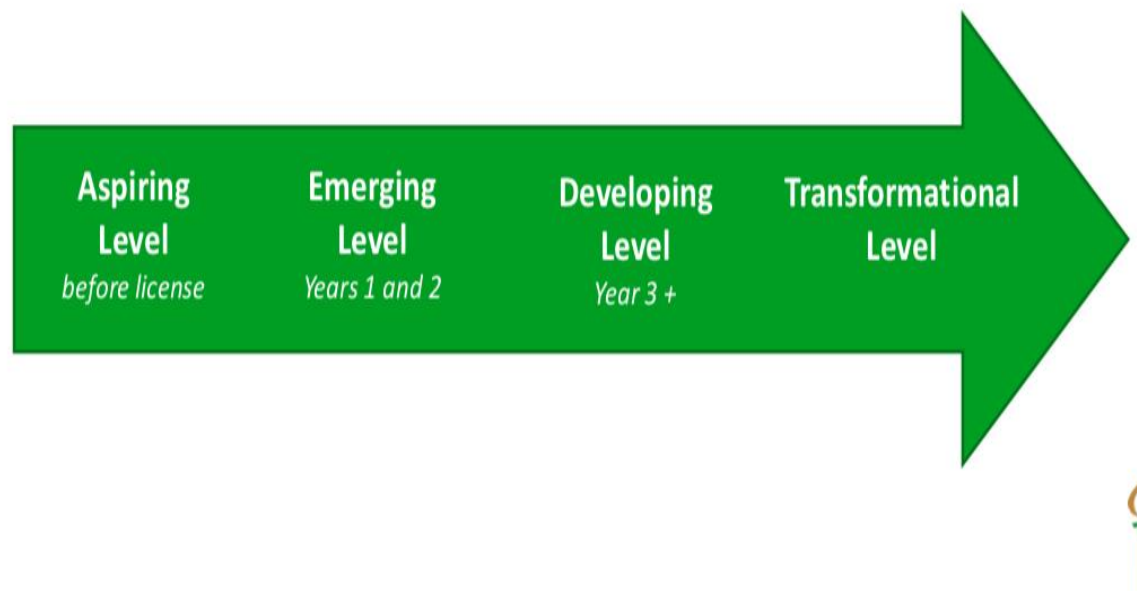 Aspiring
Level
before license
Emerging
Level
Years 1 and 2
Developing
Level
Year 3 +
Transformational
Level